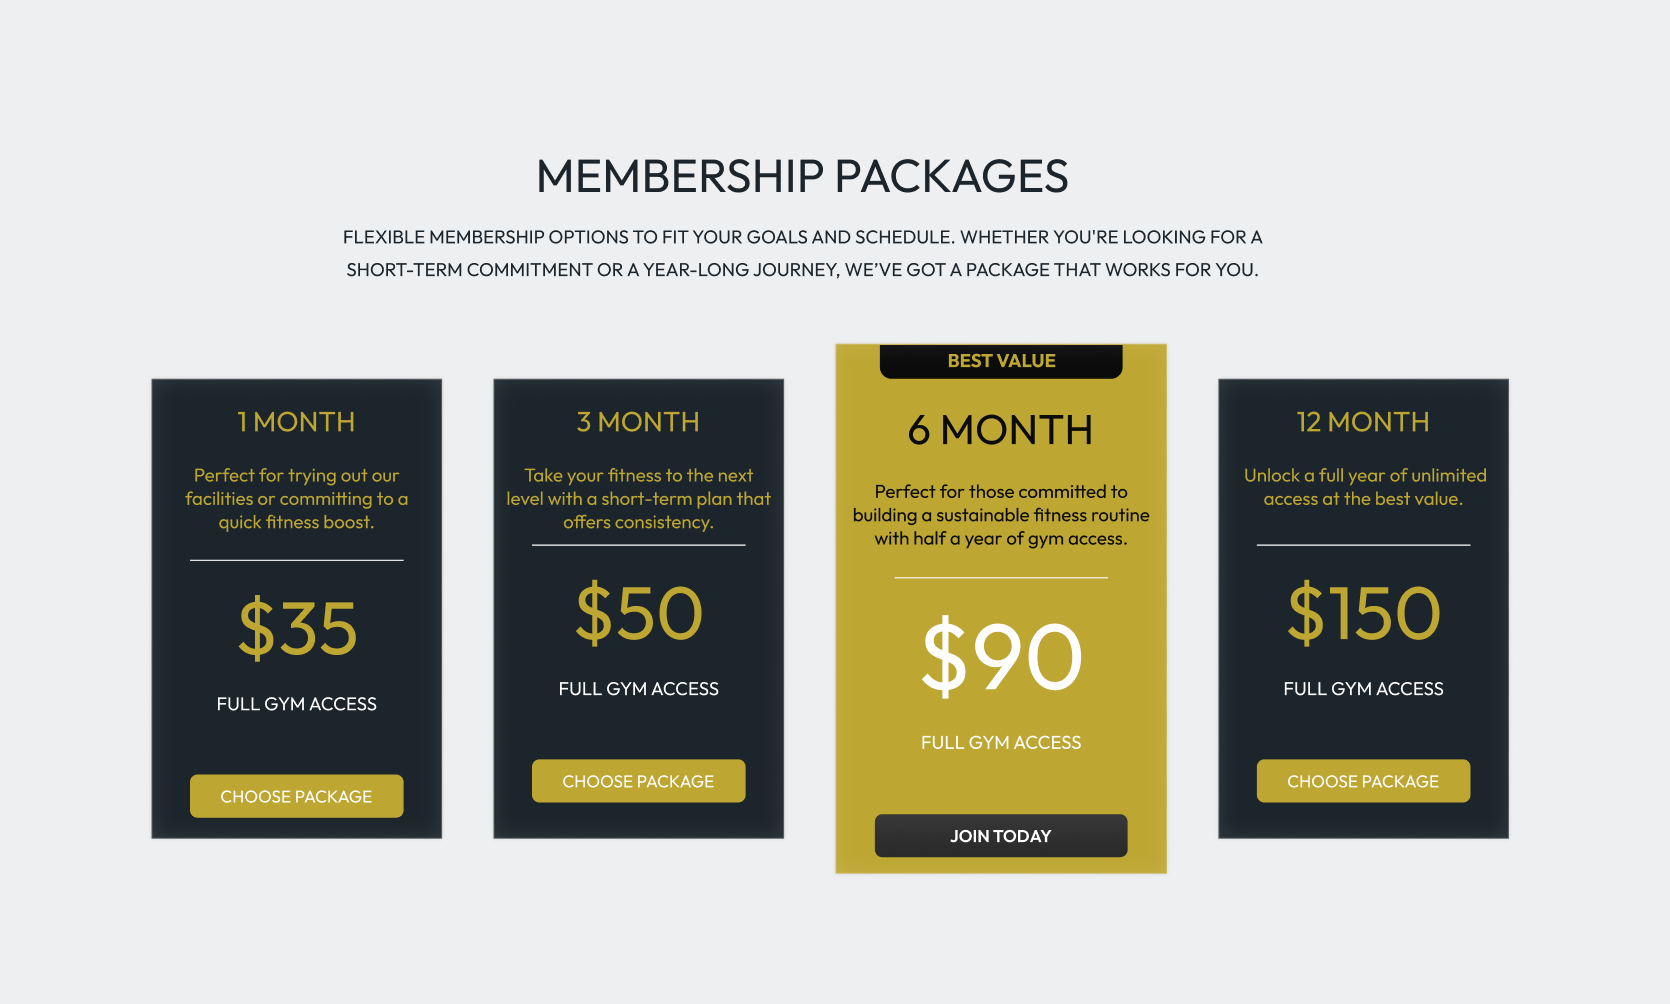 MEMBERSHIP PACKAGES
FLEXIBLE MEMBERSHIP OPTIONS TO FIT YOUR GOALS AND SCHEDULE. WHETHER YOU'RE LOOKING FOR A
SHORT-TERM COMMITMENT OR A YEAR-LONG JOURNEY, WE’VE GOT A PACKAGE THAT WORKS FOR YOU.
1 MONTH
Perfect for trying out our
facilities or committing to a
quick fitness boost.
$35
FULL GYM ACCESS
CHOOSE PACKAGE
3 MONTH
Take your fitness to the next
level with a short-term plan that
offers consistency.
$50
FULL GYM ACCESS
CHOOSE PACKAGE
BEST VALUE
6 MONTH
Perfect for those committed to
building a sustainable fitness routine
with half a year of gym access.
$90
FULL GYM ACCESS
JOIN TODAY
12 MONTH
Unlock a full year of unlimited
access at the best value.
$150
FULL GYM ACCESS
CHOOSE PACKAGE